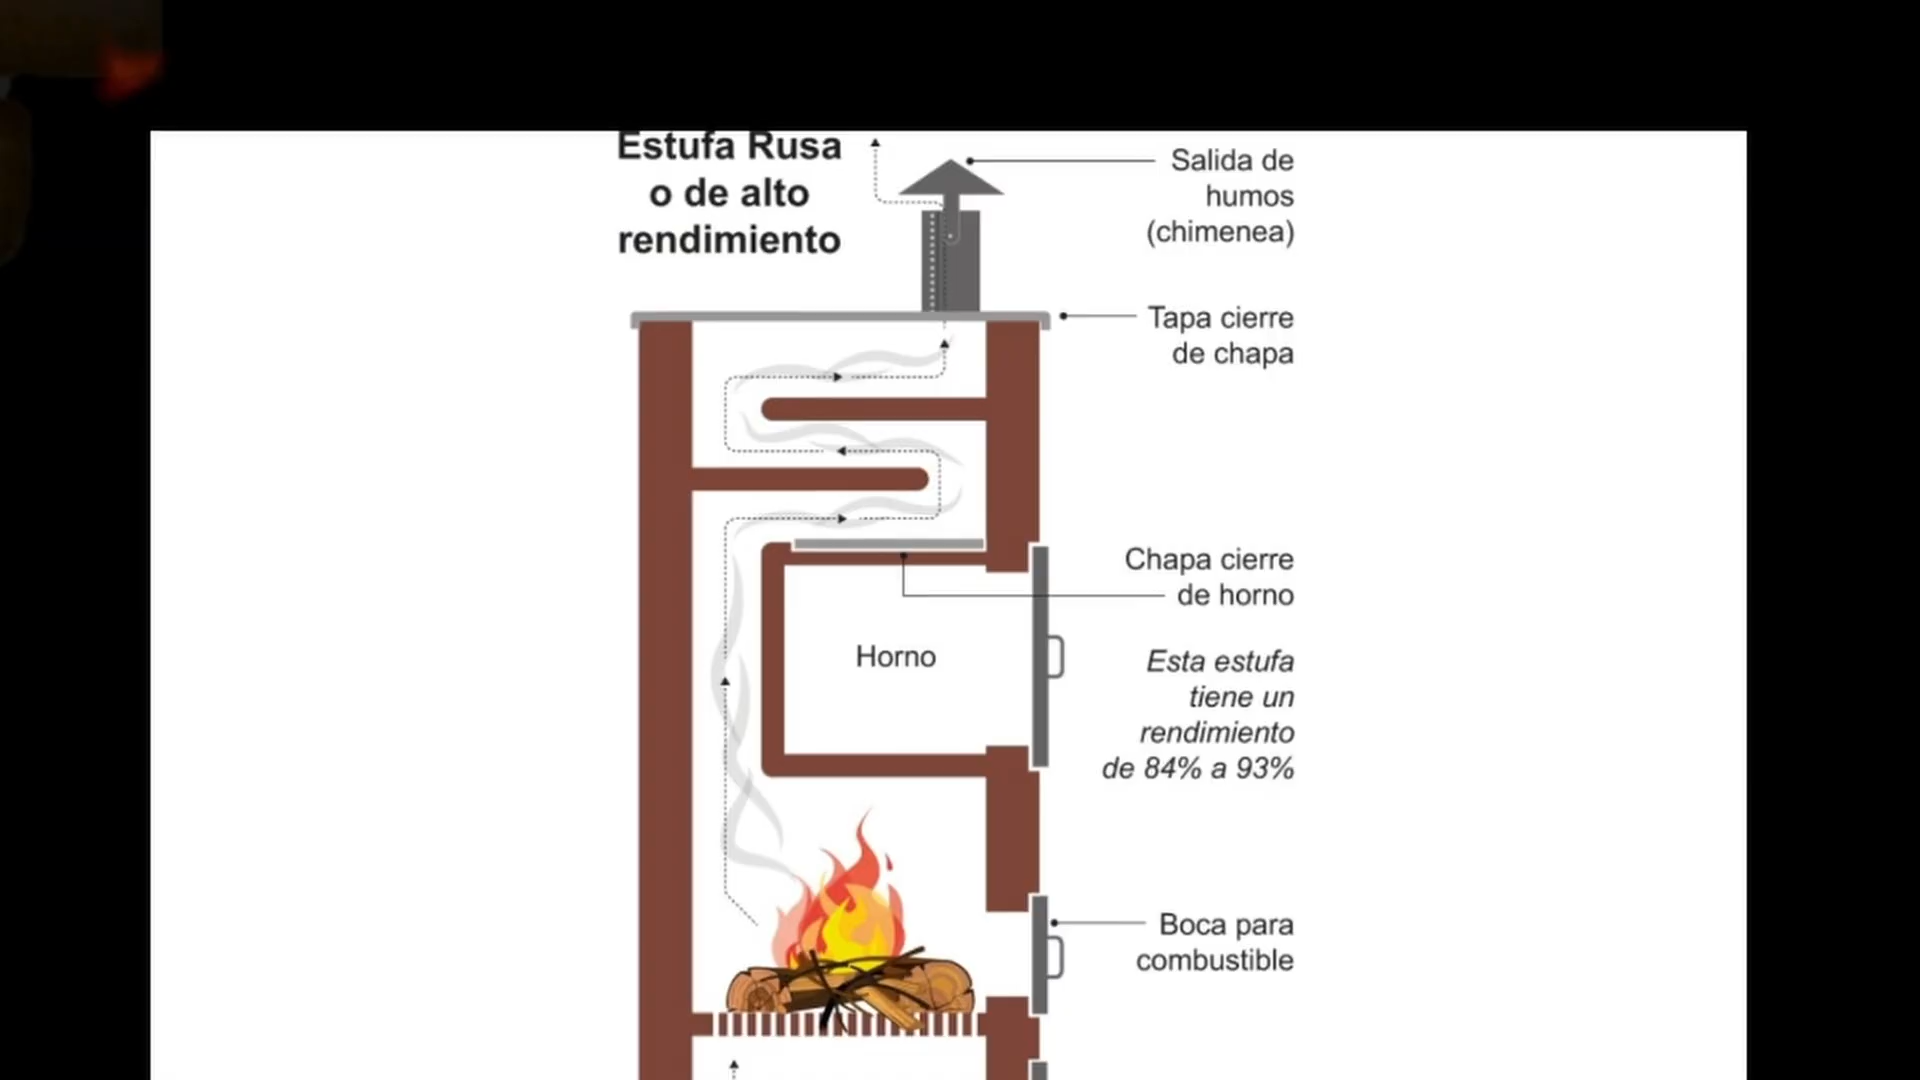 Estufa Rusa
o de alto
rendimiento
Salida de
humos
(chimenea)
Tapa cierre
de chapa
Chapa cierre
de horno
Horno
Esta estufa
tiene un
rendimiento
de 84% a 93%
Boca para
combustible